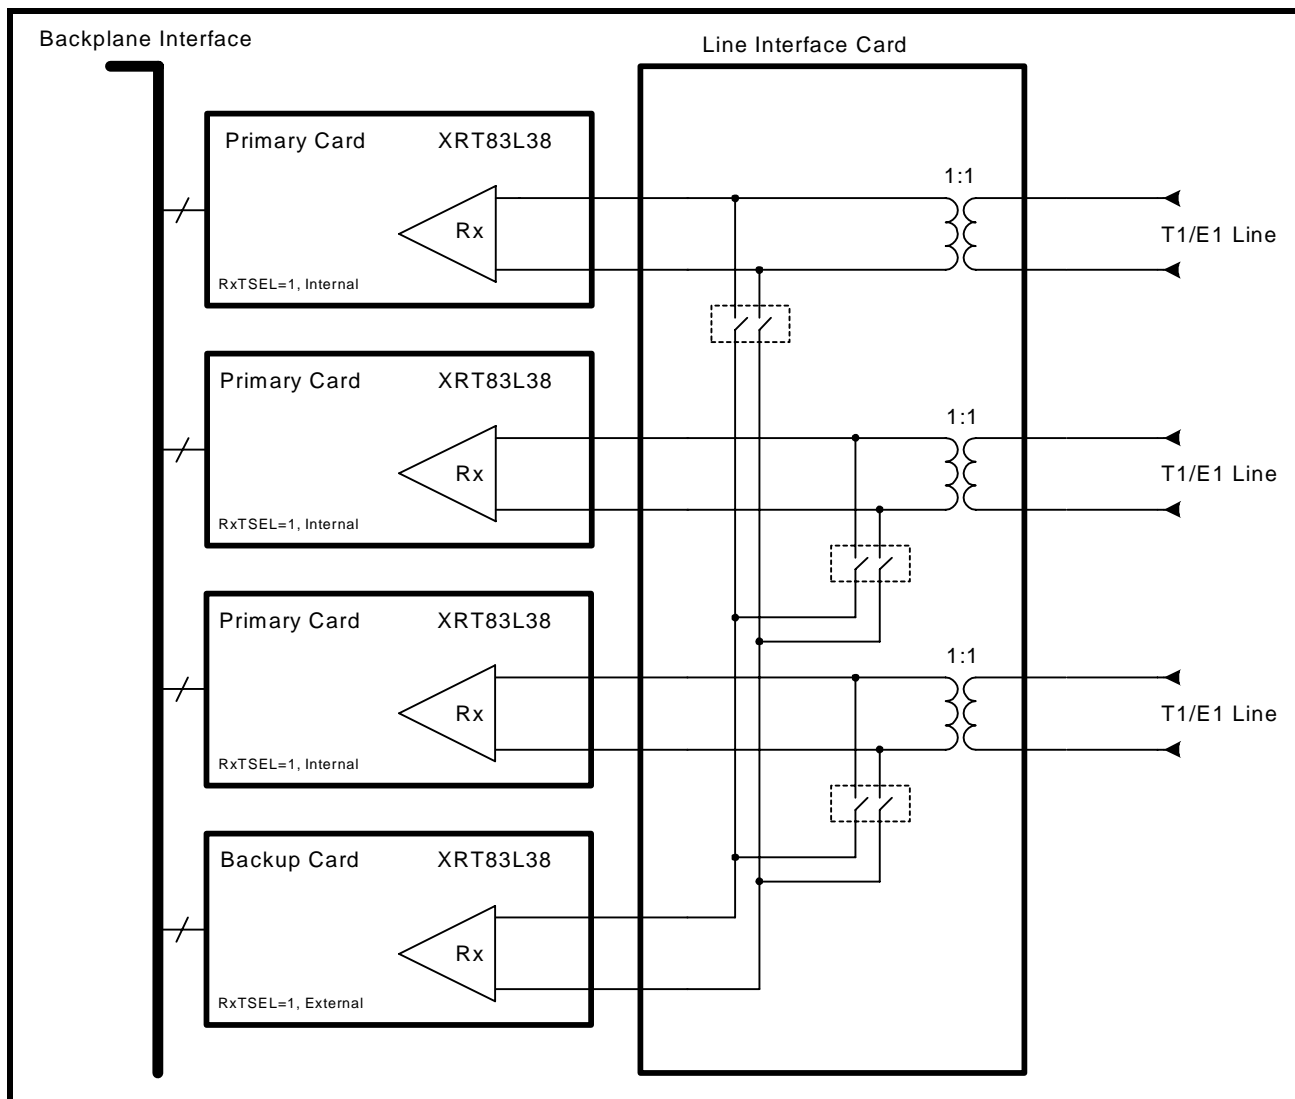 Backplane Interface
Line Interface Card
Primary Card XRT83L38
1:1
Rx
T1/E1 Line
RxTSEL=1, Internal
Primary Card XRT83L38
1:1
Rx
T1/E1 Line
RxTSEL=1, Internal
Primary Card XRT83L38
1:1
Rx
T1/E1 Line
RxTSEL=1, Internal
Backup Card XRT83L38
Rx
RxTSEL=1, External